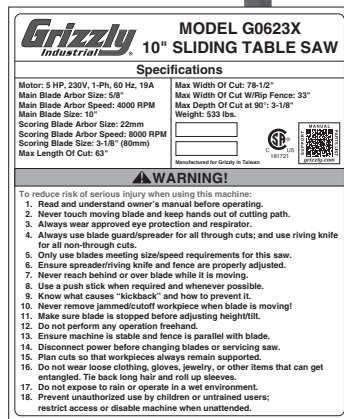 Grizzly
Industrial®
MODEL G0623X
10" SLIDING TABLE SAW
Specifications
Motor: 5 HP, 230V, 1-Ph, 60 Hz, 19A
Main Blade Arbor Size: 5/8"
Main Blade Arbor Speed: 4000 RPM
Main Blade Size: 10"
Scoring Blade Arbor Size: 22mm
Scoring Blade Arbor Speed: 8000 RPM
Scoring Blade Size: 3-1/8" (80mm)
Max Length Of Cut: 63"
Max Width Of Cut: 78-1/2"
Max Width Of Cut W/Rip Fence: 33"
Max Depth Of Cut at 90°: 3-1/8"
Weight: 533 lbs.
Manufactured for Grizzly in Taiwan
C US
181721
MANUAL
SUPPORT
PARTS LIST
grizzly.com
WARNING!
To reduce risk of serious injury when using this machine:
1. Read and understand owner's manual before operating.
2. Never touch moving blade and keep hands out of cutting path.
3. Always wear approved eye protection and respirator.
4. Always use blade guard/spreader for all through cuts; and use riving knife
for all non-through cuts.
5. Only use blades meeting size/speed requirements for this saw.
6. Ensure spreader/riving knife and fence are properly adjusted.
7. Never reach behind or over blade while it is moving.
8. Use a push stick when required and whenever possible.
9. Know what causes "kickback" and how to prevent it.
10. Never remove jammed/cutoff workpiece when blade is moving!
11. Make sure blade is stopped before adjusting height/tilt.
12. Do not perform any operation freehand.
13. Ensure machine is stable and fence is parallel with blade.
14. Disconnect power before changing blades or servicing saw.
15. Plan cuts so that workpieces always remain supported.
16. Do not wear loose clothing, gloves, jewelry, or other items that can get
entangled. Tie back long hair and roll up sleeves.
17. Do not expose to rain or operate in a wet environment.
18. Prevent unauthorized use by children or untrained users;
restrict access or disable machine when unattended.